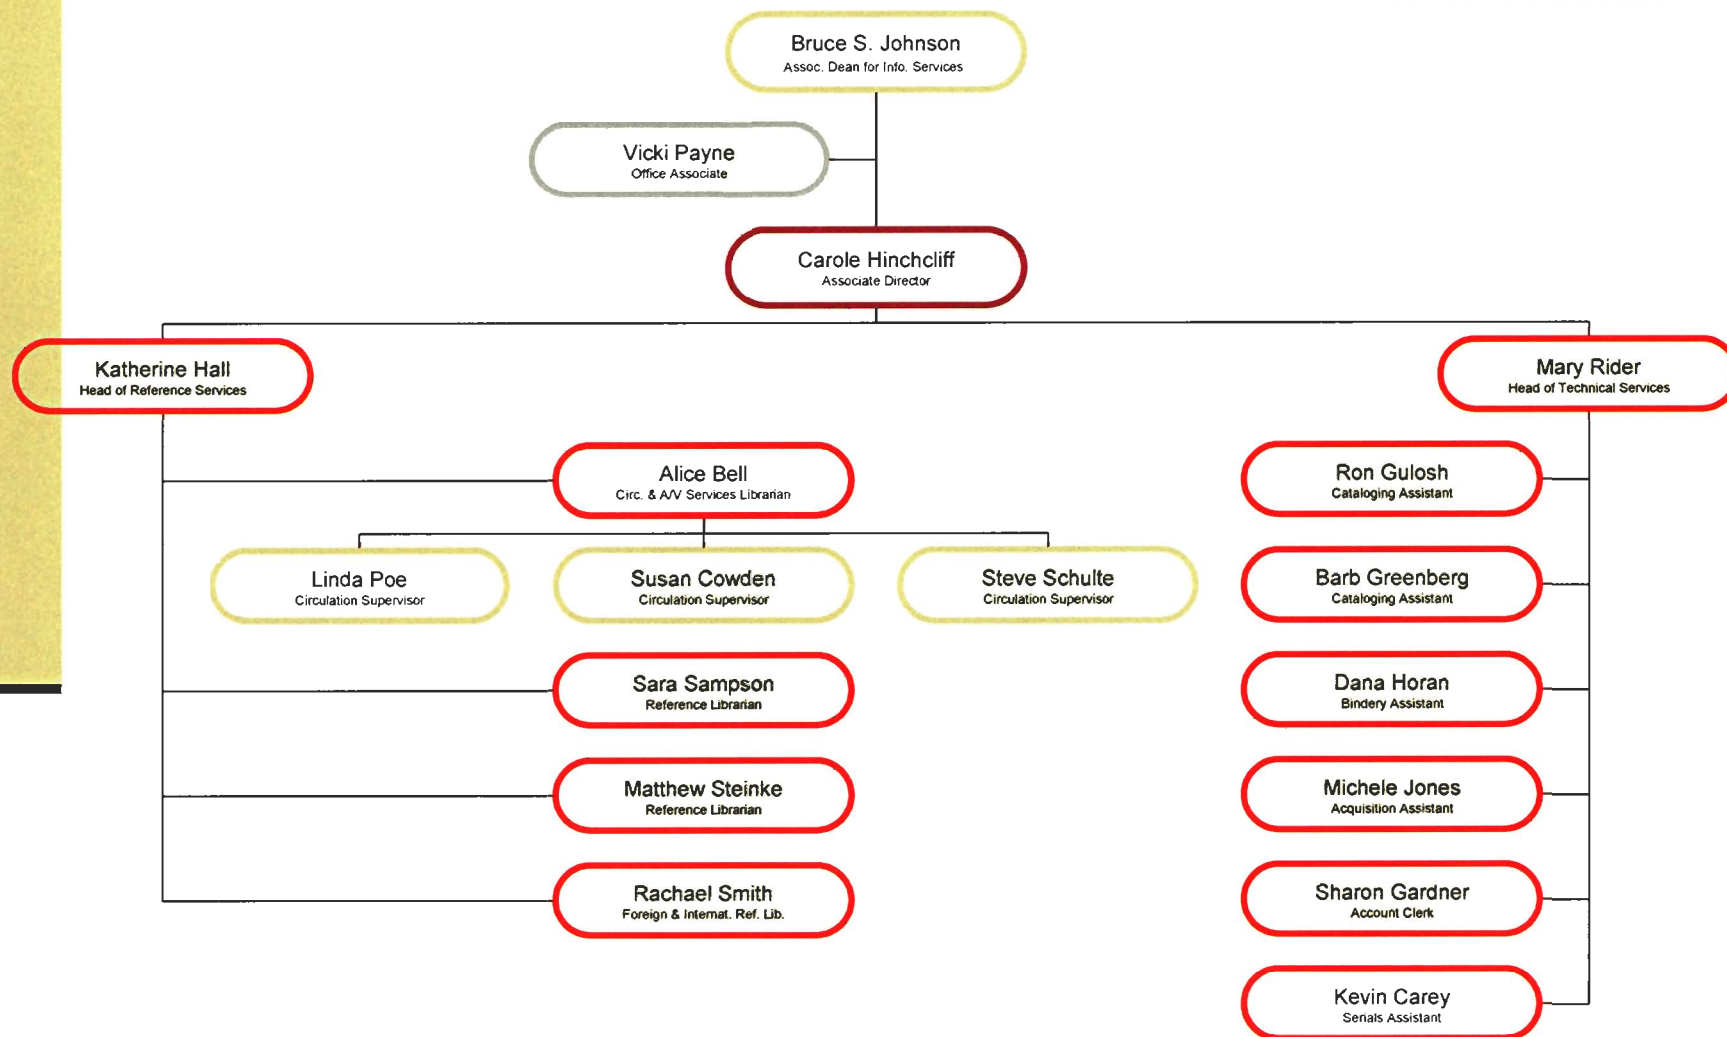 Bruce S. Johnson
Assoc. Dean for Info. Services
Vicki Payne
Office Associate
Carole Hinchcliff
Associate Director
Katherine Hall
Head of Reference Services
Mary Rider
Head of Technical Services
Alice Bell
Circ. & A/V Services Librarian
Linda Poe
Circulation Supervisor
Susan Cowden
Circulation Supervisor
Steve Schulte
Circulation Supervisor
Sara Sampson
Reference Librarian
Matthew Steinke
Reference Librarian
Rachael Smith
Foreign & Internat. Ref. Lib.
Ron Gulosh
Cataloging Assistant
Barb Greenberg
Cataloging Assistant
Dana Horan
Bindery Assistant
Michele Jones
Acquisition Assistant
Sharon Gardner
Account Clerk
Kevin Carey
Serials Assistant